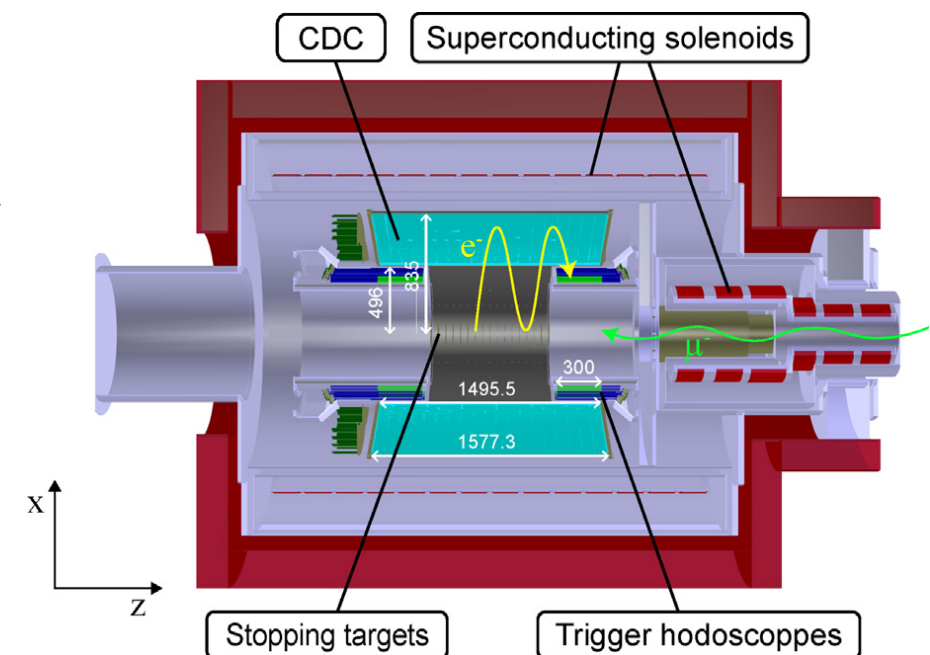 CDC
Superconducting solenoids
e-
835
496
μ-
300
1495.5
1577.3
X
Z
Stopping targets
Trigger hodoscoppes